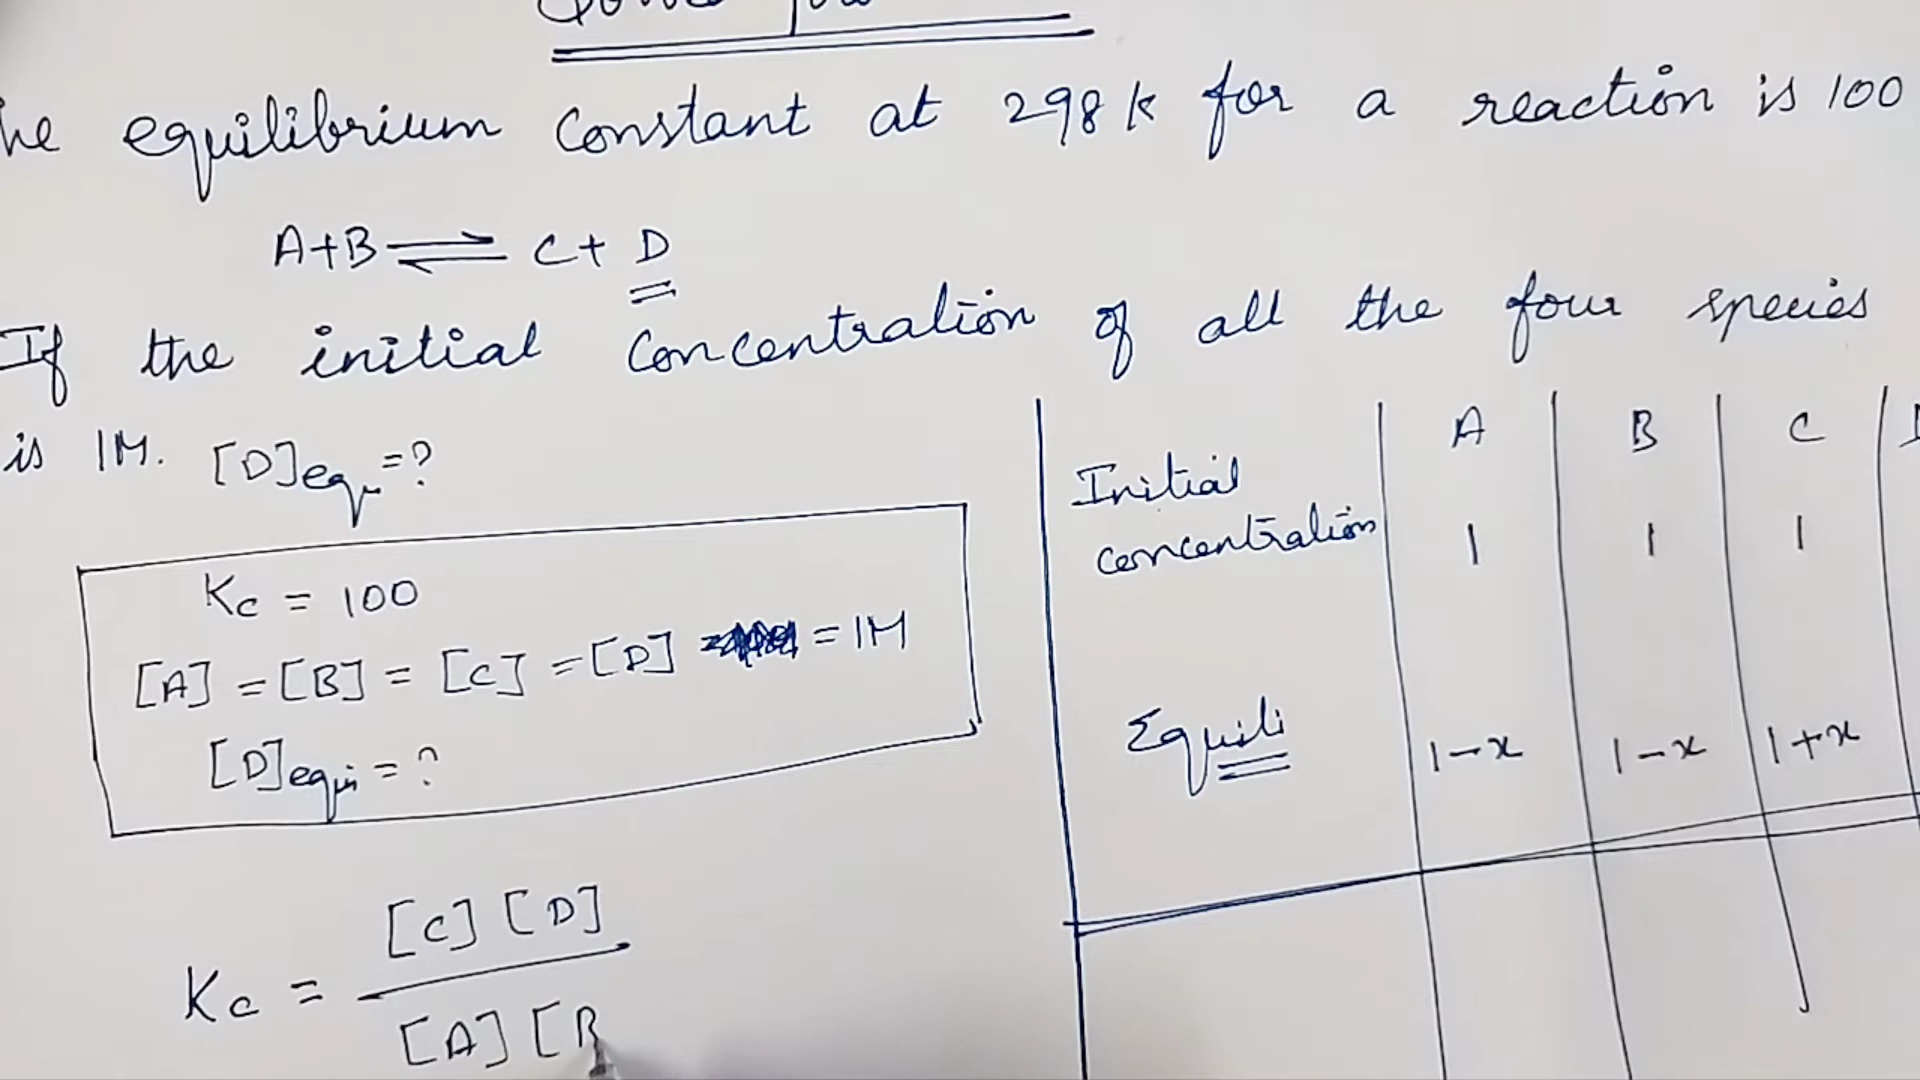 he equilibrium constant at 298 K for a reaction is 100
A+B ⇌ C+ D
If the initial concentration of all the four species
is 1M. [D]equ = ?
Kc = 100
[A] = [B] = [C] = [D] = 1M
[D]equi = ?
Kc = [C] [D]
[A] [B
A B C
Initial
concentration 1 1 1
Equili 1-x 1-x 1+x